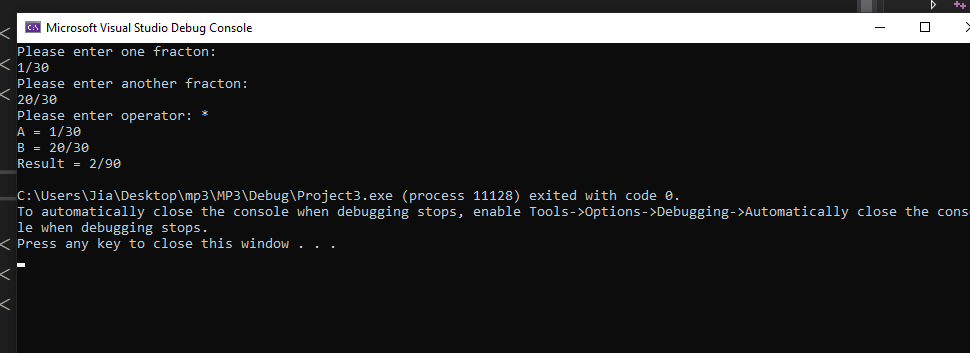 Microsoft Visual Studio Debug Console
Please enter one fracton:
1/30
Please enter another fracton:
20/30
Please enter operator: *
A = 1/30
B = 20/30
Result = 2/90
C:\Users\Jia\Desktop\mp3\MP3\Debug\Project3.exe (process 11128) exited with code 0.
To automatically close the console when debugging stops, enable Tools->Options->Debugging->Automatically close the conso
le when debugging stops.
Press any key to close this window . . .